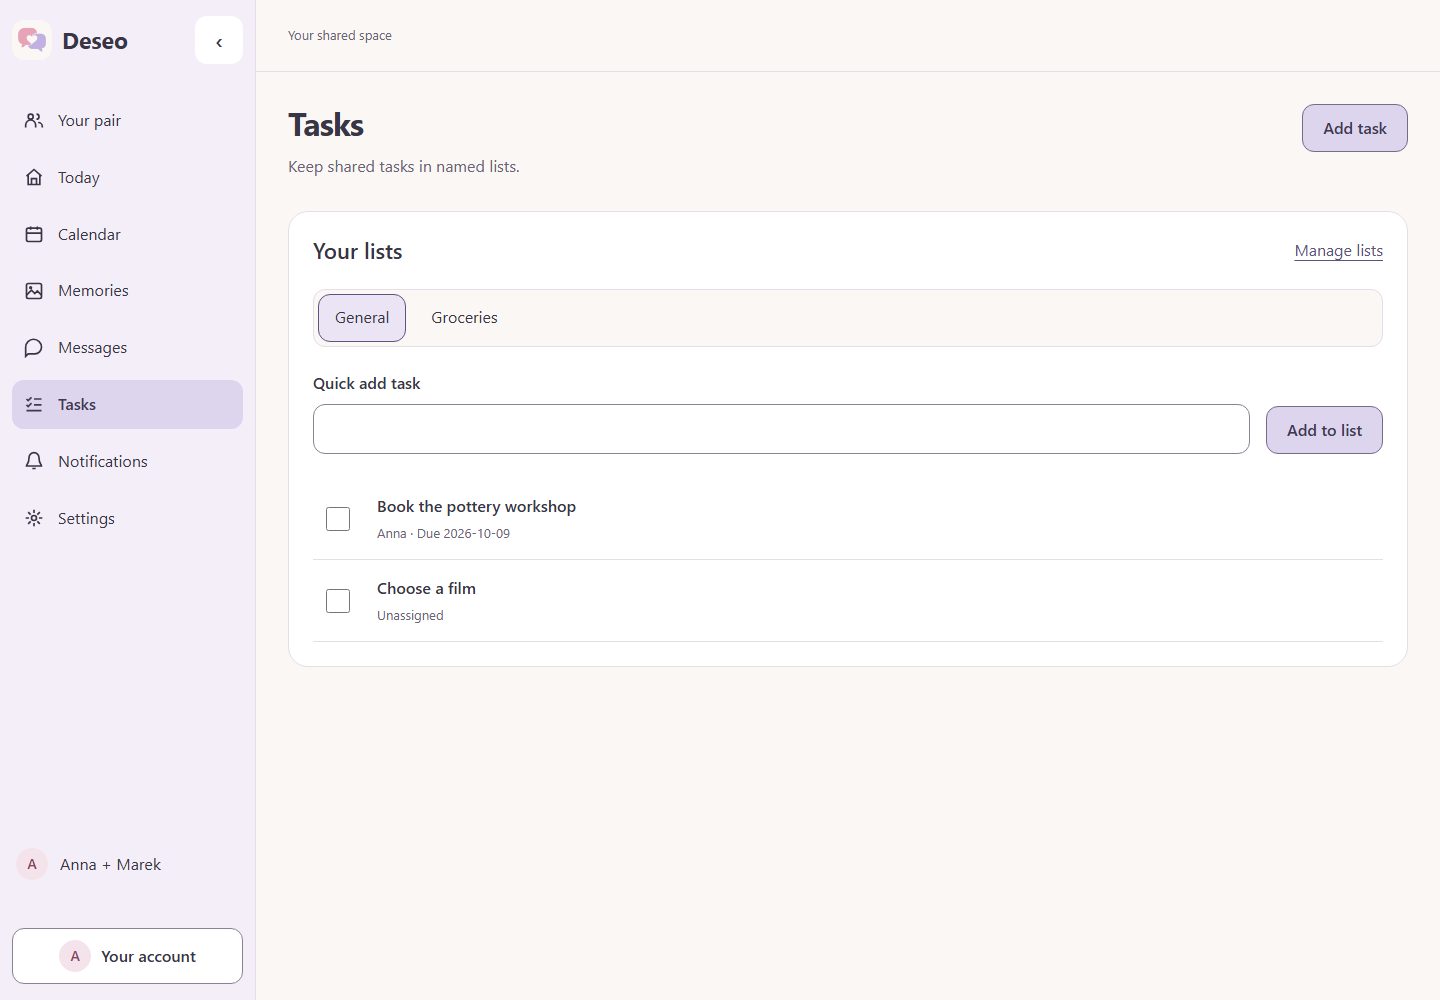 Deseo
‹
Your pair
Today
Calendar
Memories
Messages
Tasks
Notifications
Settings
A
Anna + Marek
A
Your account
Your shared space
Tasks
Add task
Keep shared tasks in named lists.
Your lists
Manage lists
General
Groceries
Quick add task
Add to list
Book the pottery workshop
Anna · Due 2026-10-09
Choose a film
Unassigned